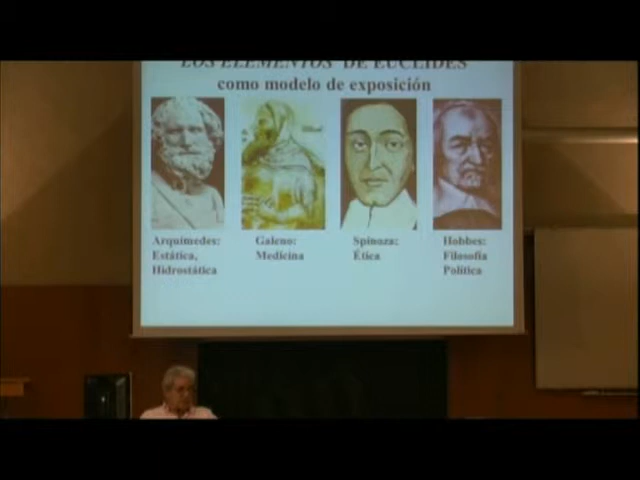 LOS ELEMENTOS DE EUCLIDES
como modelo de exposición
Arquímedes:
Estática,
Hidrostática
Galeno:
Medicina
Spinoza:
Ética
Hobbes:
Filosofía
Política